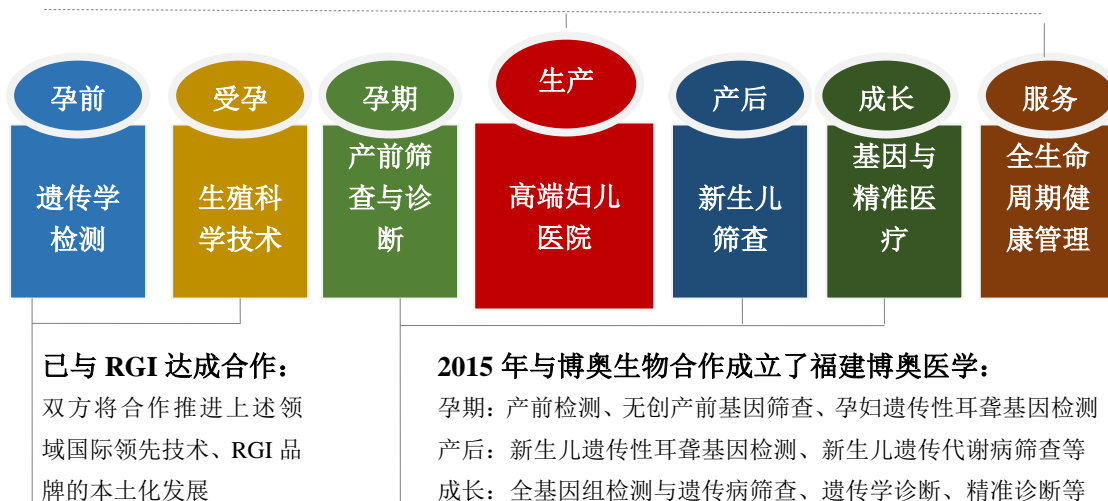 孕前
受孕
孕期
生产
产后
成长
服务
遗传学
检测
生殖科
学技术
产前筛
查与诊
断
高端妇儿
医院
新生儿
筛查
基因与
精准医
疗
全生命
周期健
康管理
已与 RGI 达成合作：
双方将合作推进上述领
域国际领先技术、RGI 品
牌的本土化发展
2015 年与博奥生物合作成立了福建博奥医学：
孕期：产前检测、无创产前基因筛查、孕妇遗传性耳聋基因检测
产后：新生儿遗传性耳聋基因检测、新生儿遗传代谢病筛查等
成长：全基因组检测与遗传病筛查、遗传学诊断、精准诊断等